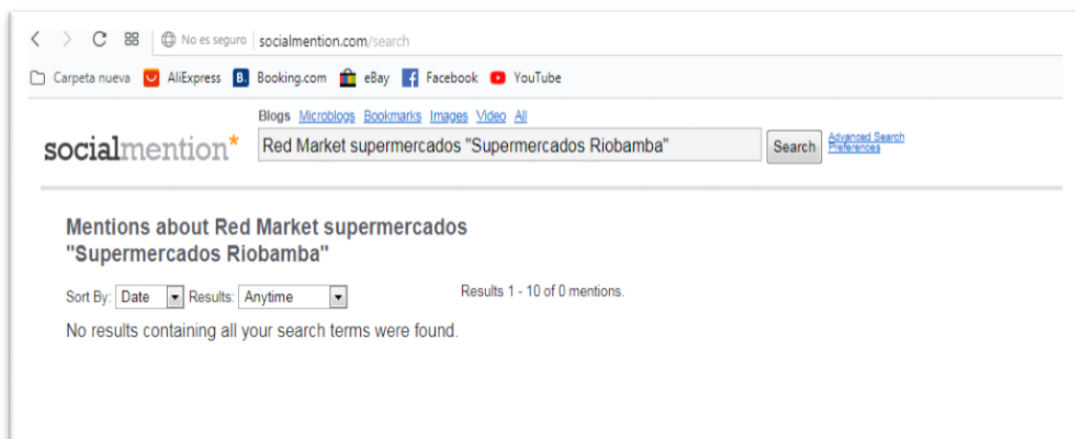 No es seguro socialmention.com/search
Carpeta nueva AliExpress B. Booking.com eBay Facebook YouTube
Blogs Microblogs Bookmarks Images Video All
socialmention* Red Market supermercados "Supermercados Riobamba" Search Advanced Search
Preferences
Mentions about Red Market supermercados
"Supermercados Riobamba"
Sort By: Date Results: Anytime Results 1 - 10 of 0 mentions.
No results containing all your search terms were found.